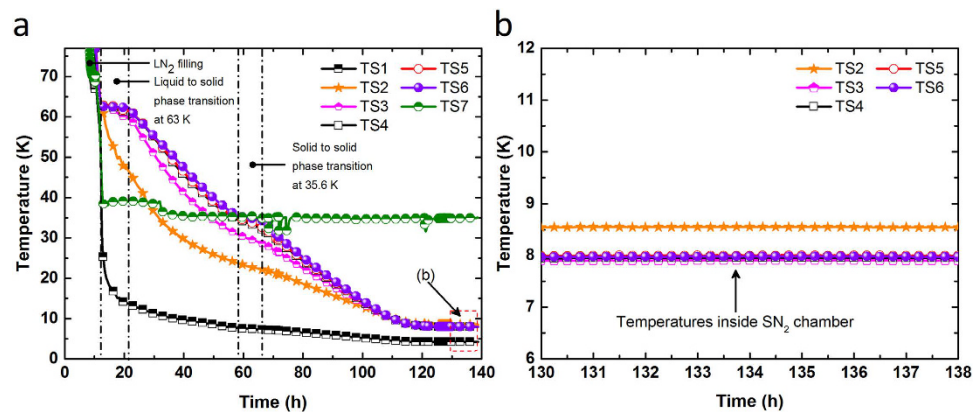 a
Temperature (K)
70
60
50
40
30
20
10
0
0
20
40
60
80
100
120
140
Time (h)
LN2 filling
Liquid to solid
phase transition
at 63 K
Solid to solid
phase transition
at 35.6 K
TS1
TS2
TS3
TS4
TS5
TS6
TS7
(b)
b
Temperature (K)
12
11
10
9
8
7
6
130
131
132
133
134
135
136
137
138
Time (h)
TS2
TS3
TS4
TS5
TS6
Temperatures inside SN2 chamber